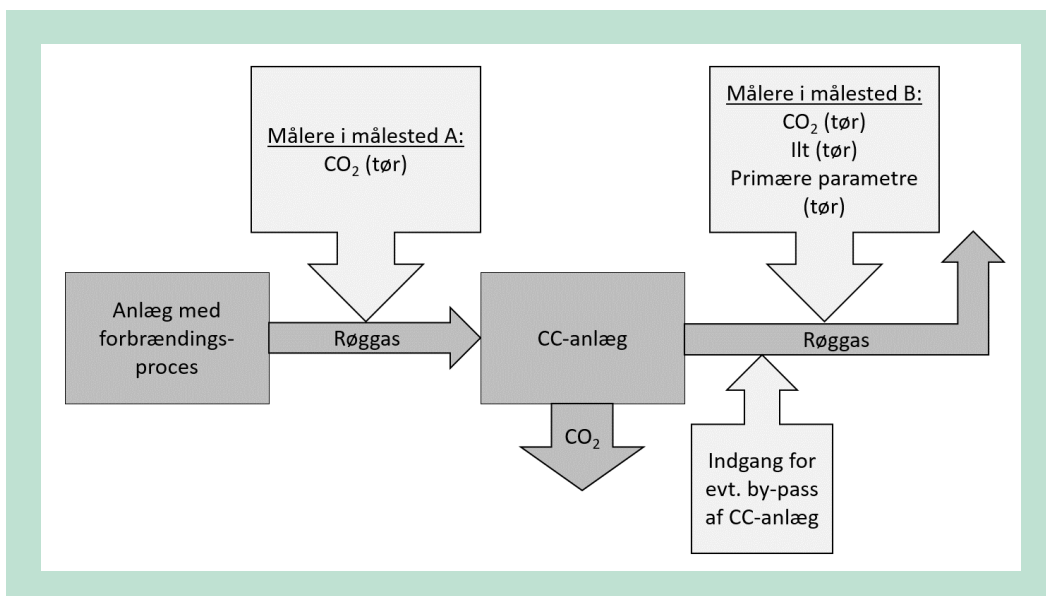 Målere i målested A:
CO₂ (tør)
Målere i målested B:
CO₂ (tør)
Ilt (tør)
Primære parametre
(tør)
Anlæg med
forbrændings-
proces
Røggas
CC-anlæg
Røggas
CO₂
Indgang for
evt. by-pass
af CC-anlæg